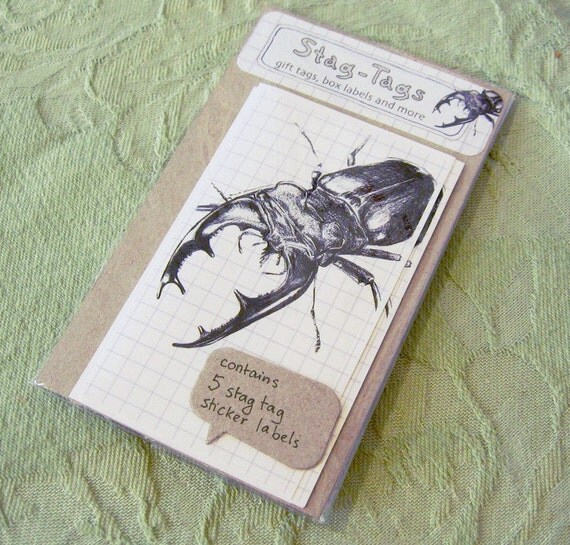 Stag-Tags
gift tags, box labels and more
contains
5 stag tag
sticker labels